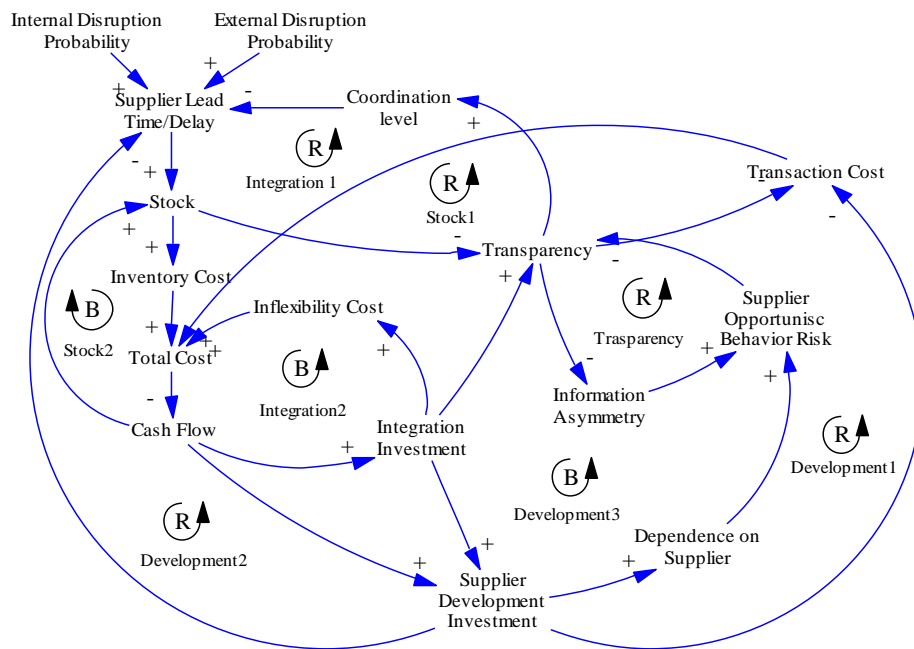 Internal Disruption
Probability
External Disruption
Probability
+
+
Supplier Lead
Time/Delay
-
Coordination
level
+
R
Integration 1
-
+
R
Stock1
Transaction Cost
-
-
Stock
+
+
-
Transparency
+
-
Inventory Cost
B
Stock2
Inflexibility Cost
R
Trasparency
Supplier
Opportunisc
Behavior Risk
+
+
+
Total Cost
+
B
Integration2
-
+
+
-
Cash Flow
+
Integration
Investment
Information
Asymmetry
R
Development1
B
Development3
R
Development2
Dependence on
Supplier
+
+
+
Supplier
Development
Investment